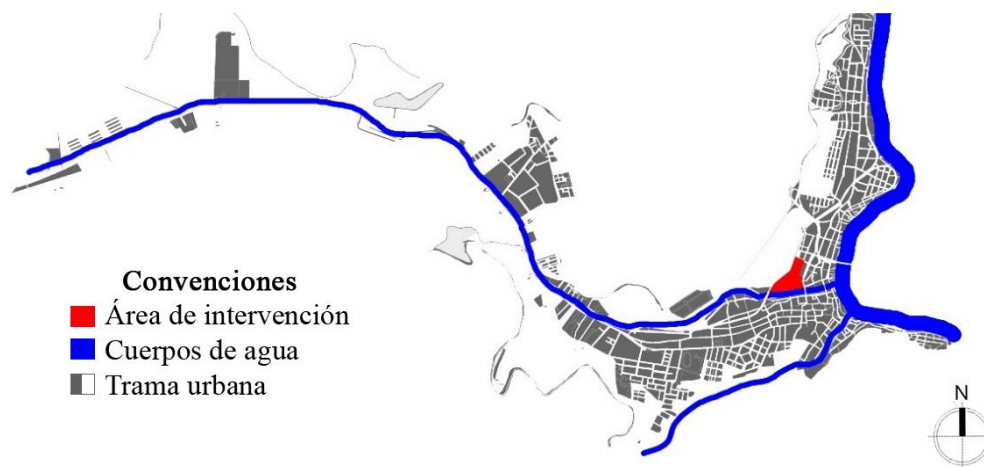 Convenciones
Área de intervención
Cuerpos de agua
Trama urbana
N